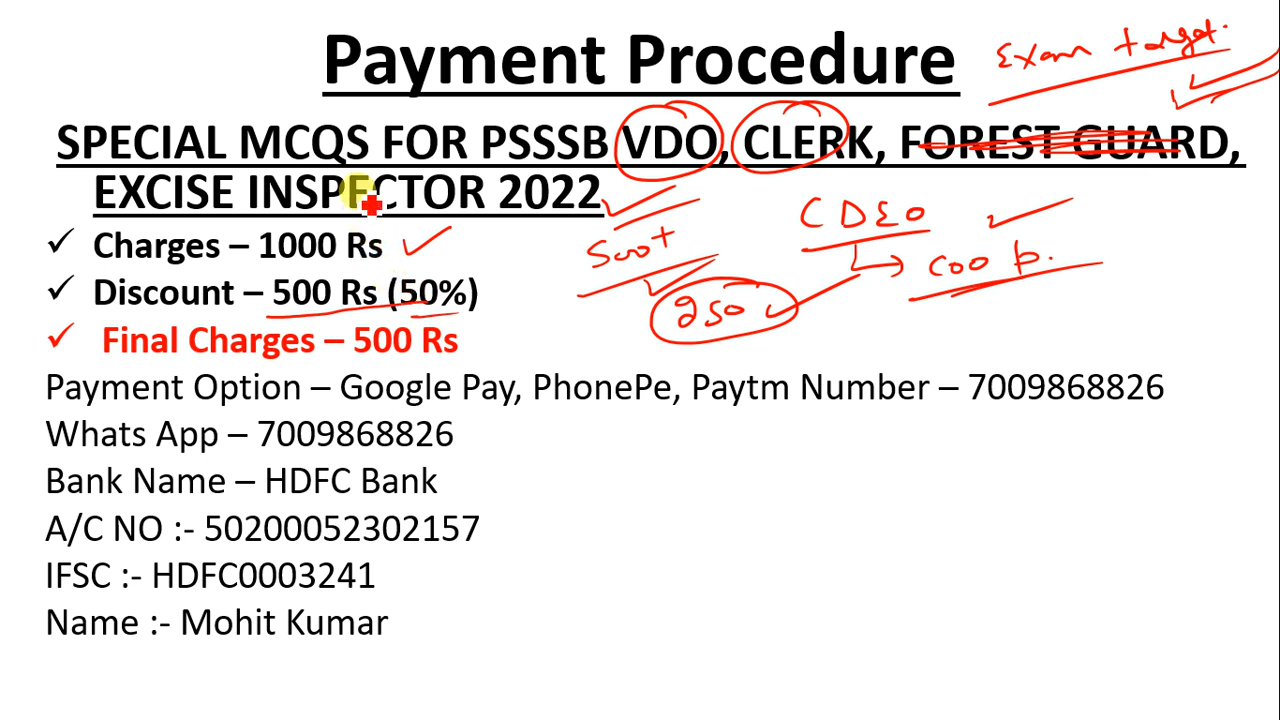 Payment Procedure
Exam target.
SPECIAL MCQS FOR PSSSB VDO, CLERK, FOREST GUARD,
EXCISE INSPECTOR 2022
CDEO
Charges – 1000 Rs
500+
600 p.
Discount – 500 Rs (50%)
250
Final Charges – 500 Rs
Payment Option – Google Pay, PhonePe, Paytm Number – 7009868826
Whats App – 7009868826
Bank Name – HDFC Bank
A/C NO :- 50200052302157
IFSC :- HDFC0003241
Name :- Mohit Kumar